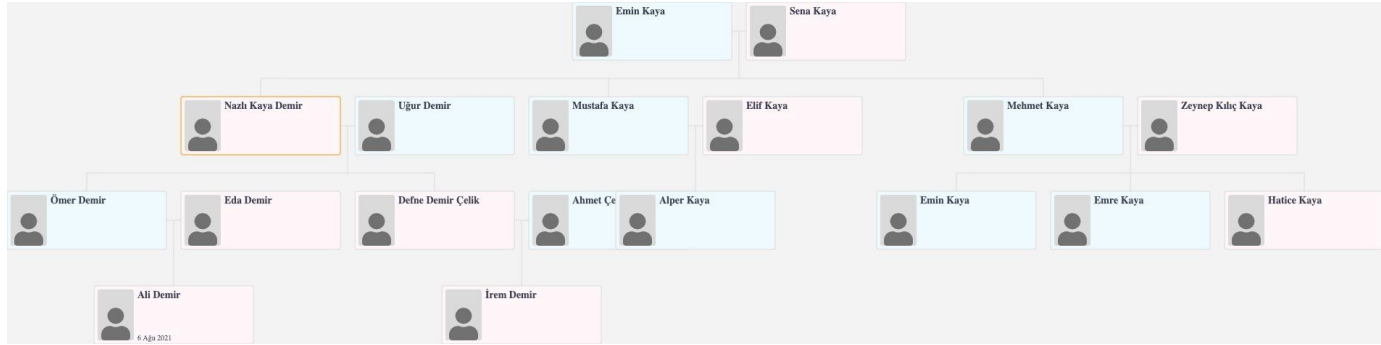 Emin Kaya
Sena Kaya
Nazlı Kaya Demir
Uğur Demir
Mustafa Kaya
Elif Kaya
Mehmet Kaya
Zeynep Kılıç Kaya
Ömer Demir
Eda Demir
Defne Demir Çelik
Ahmet Çe
Alper Kaya
Emin Kaya
Emre Kaya
Hatice Kaya
Ali Demir
6 Ağu 2021
İrem Demir